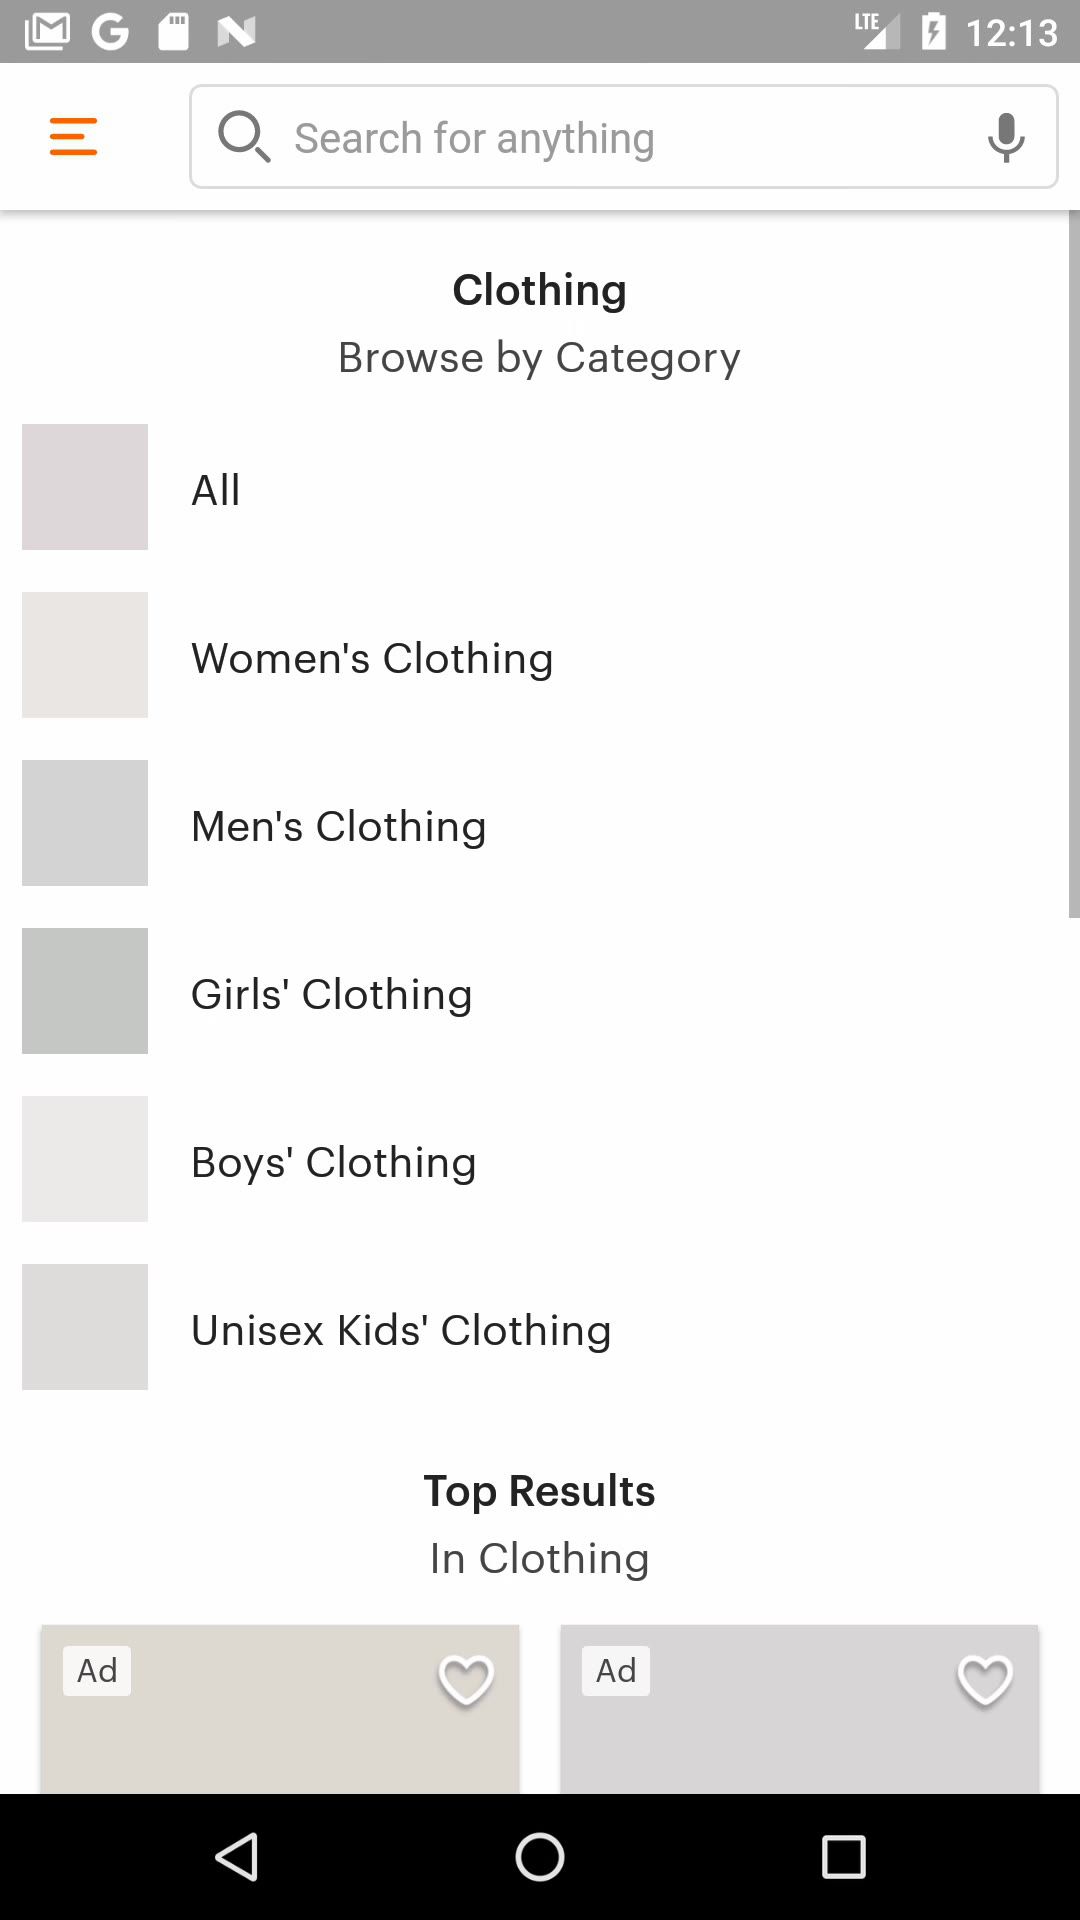 LTE 12:13
Search for anything
Clothing
Browse by Category
All
Women's Clothing
Men's Clothing
Girls' Clothing
Boys' Clothing
Unisex Kids' Clothing
Top Results
In Clothing
Ad Ad